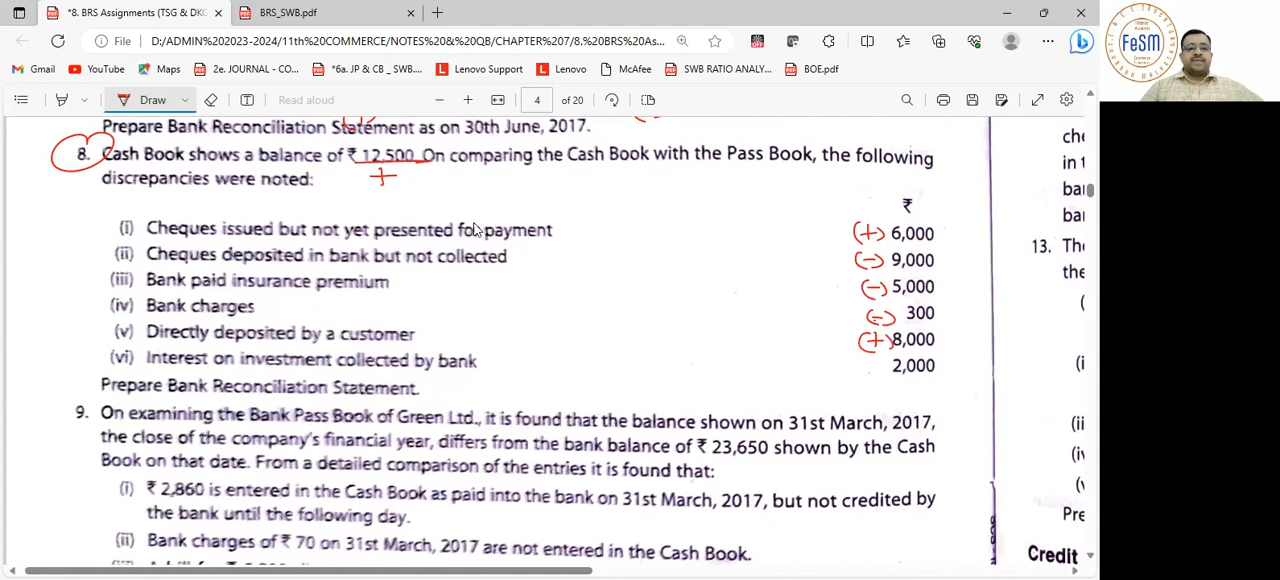 *8. BRS Assignments (TSG & DKG
BRS_SWB.pdf
File D:/ADMIN%202023-2024/11th%20COMMERCE/NOTES%20&%20QB/CHAPTER%207/8.%20BRS%20As...
Gmail YouTube Maps 2e. JOURNAL - CO... *6a. JP & CB _ SWB.... Lenovo Support Lenovo McAfee SWB RATIO ANALY... BOE.pdf
Draw Read aloud 4 of 20
Prepare Bank Reconciliation Statement as on 30th June, 2017.
8. Cash Book shows a balance of ₹ 12,500. On comparing the Cash Book with the Pass Book, the following
+
discrepancies were noted:
₹
(i) Cheques issued but not yet presented for payment (+) 6,000
(ii) Cheques deposited in bank but not collected (-) 9,000
(iii) Bank paid insurance premium (-) 5,000
(iv) Bank charges (-) 300
(v) Directly deposited by a customer (+) 8,000
(vi) Interest on investment collected by bank 2,000
Prepare Bank Reconciliation Statement.
9. On examining the Bank Pass Book of Green Ltd., it is found that the balance shown on 31st March, 2017,
the close of the company's financial year, differs from the bank balance of ₹ 23,650 shown by the Cash
Book on that date. From a detailed comparison of the entries it is found that:
(i) ₹ 2,860 is entered in the Cash Book as paid into the bank on 31st March, 2017, but not credited by
the bank until the following day.
(ii) Bank charges of ₹ 70 on 31st March, 2017 are not entered in the Cash Book.
13. The
the
(i
(ii
(iv
(v
Pre
Credit
FeSM